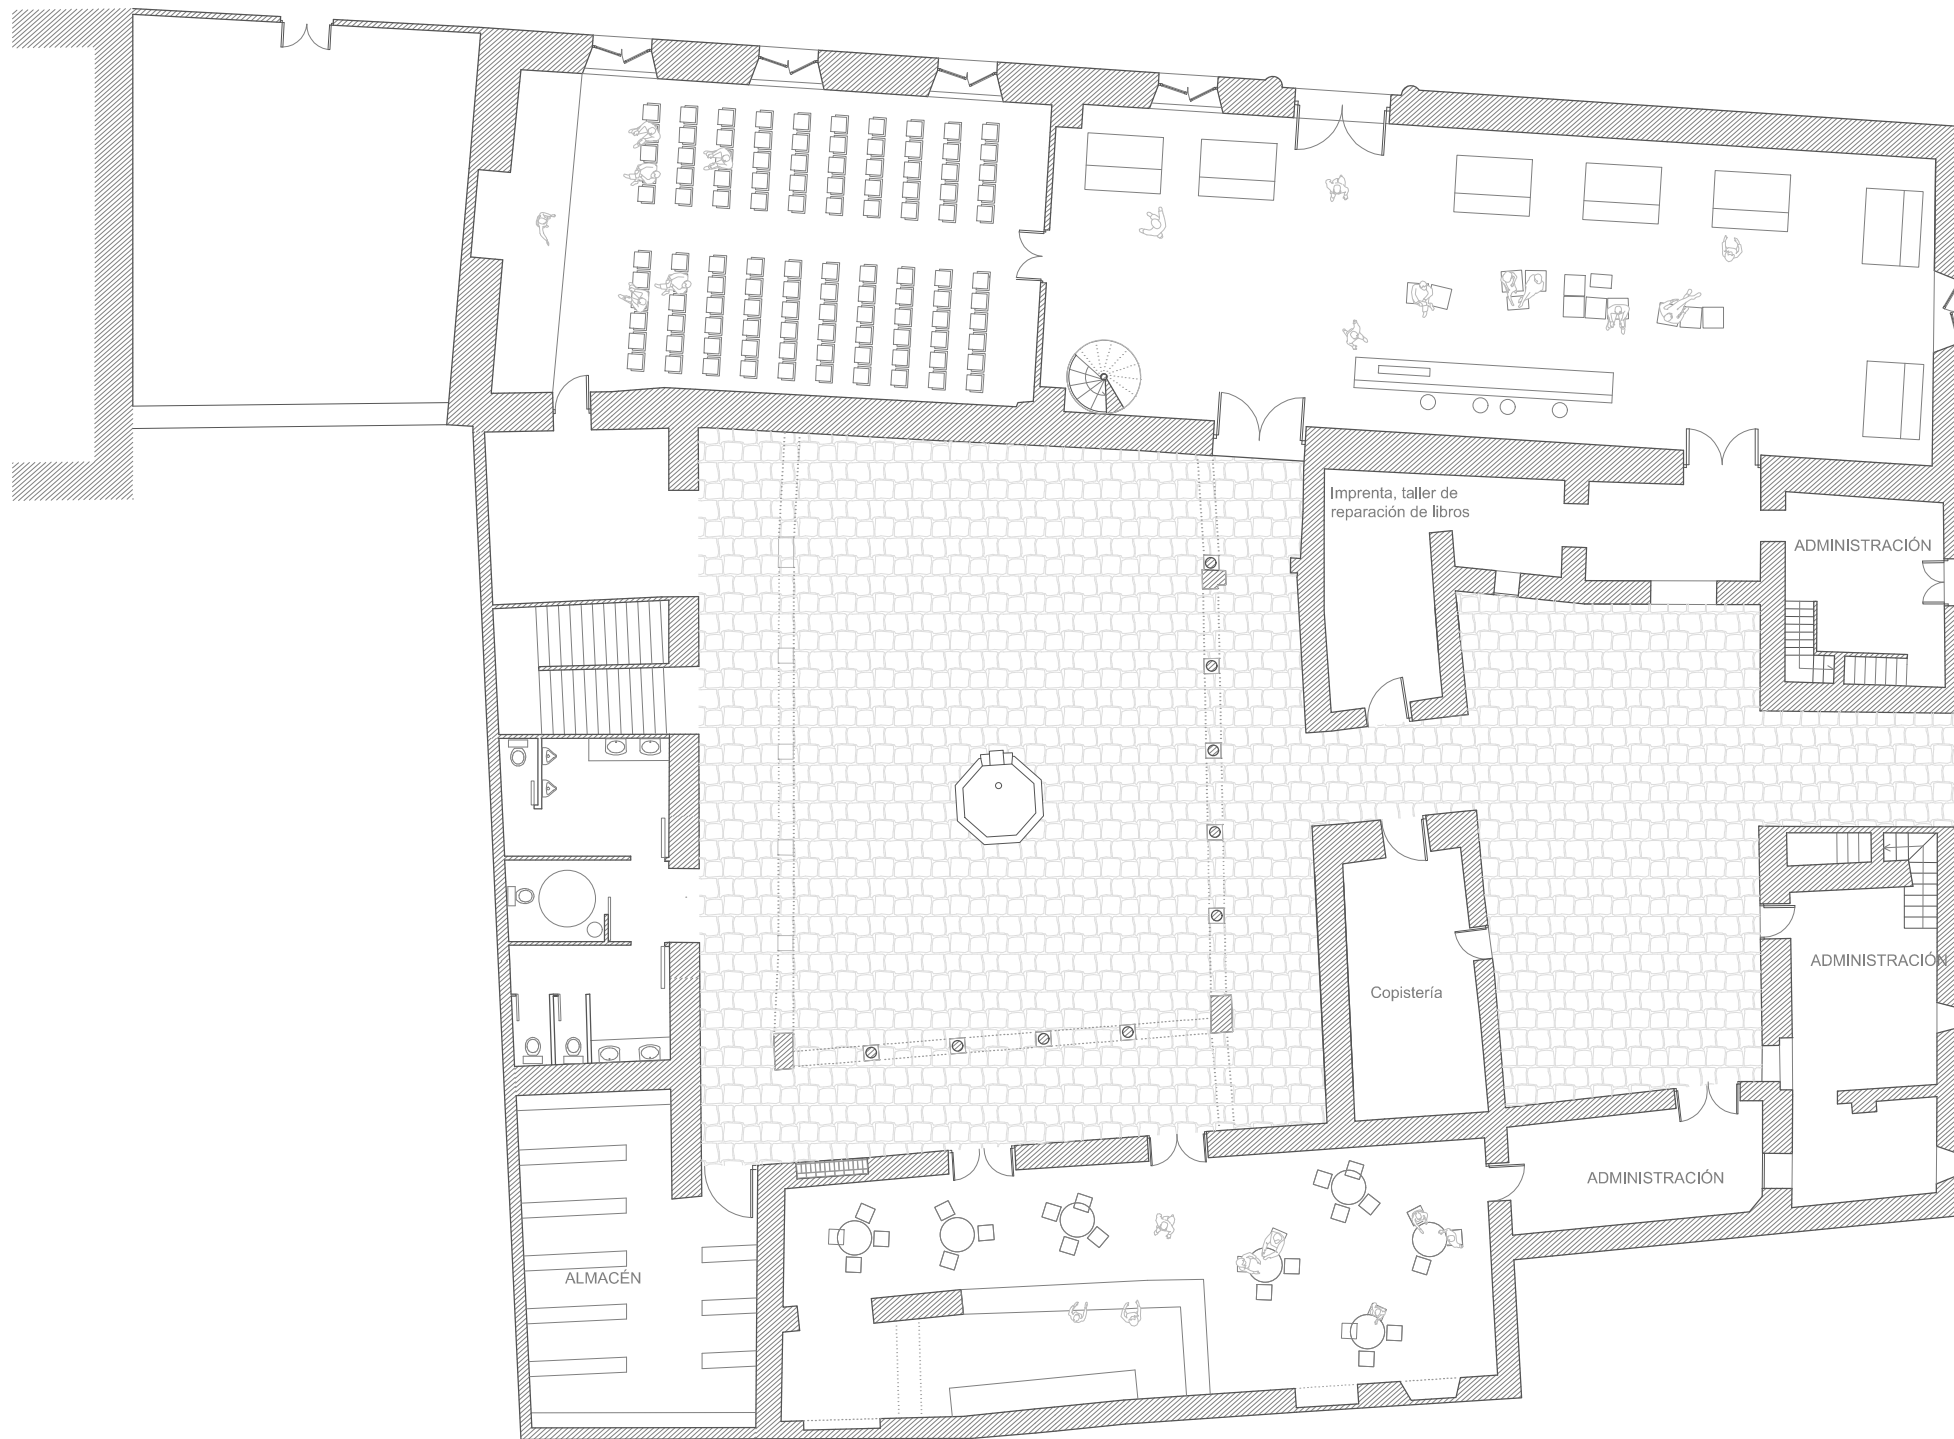 Imprenta, taller de
reparación de libros
ADMINISTRACIÓN
ADMINISTRACIÓN
Copistería
ADMINISTRACIÓN
ALMACÉN